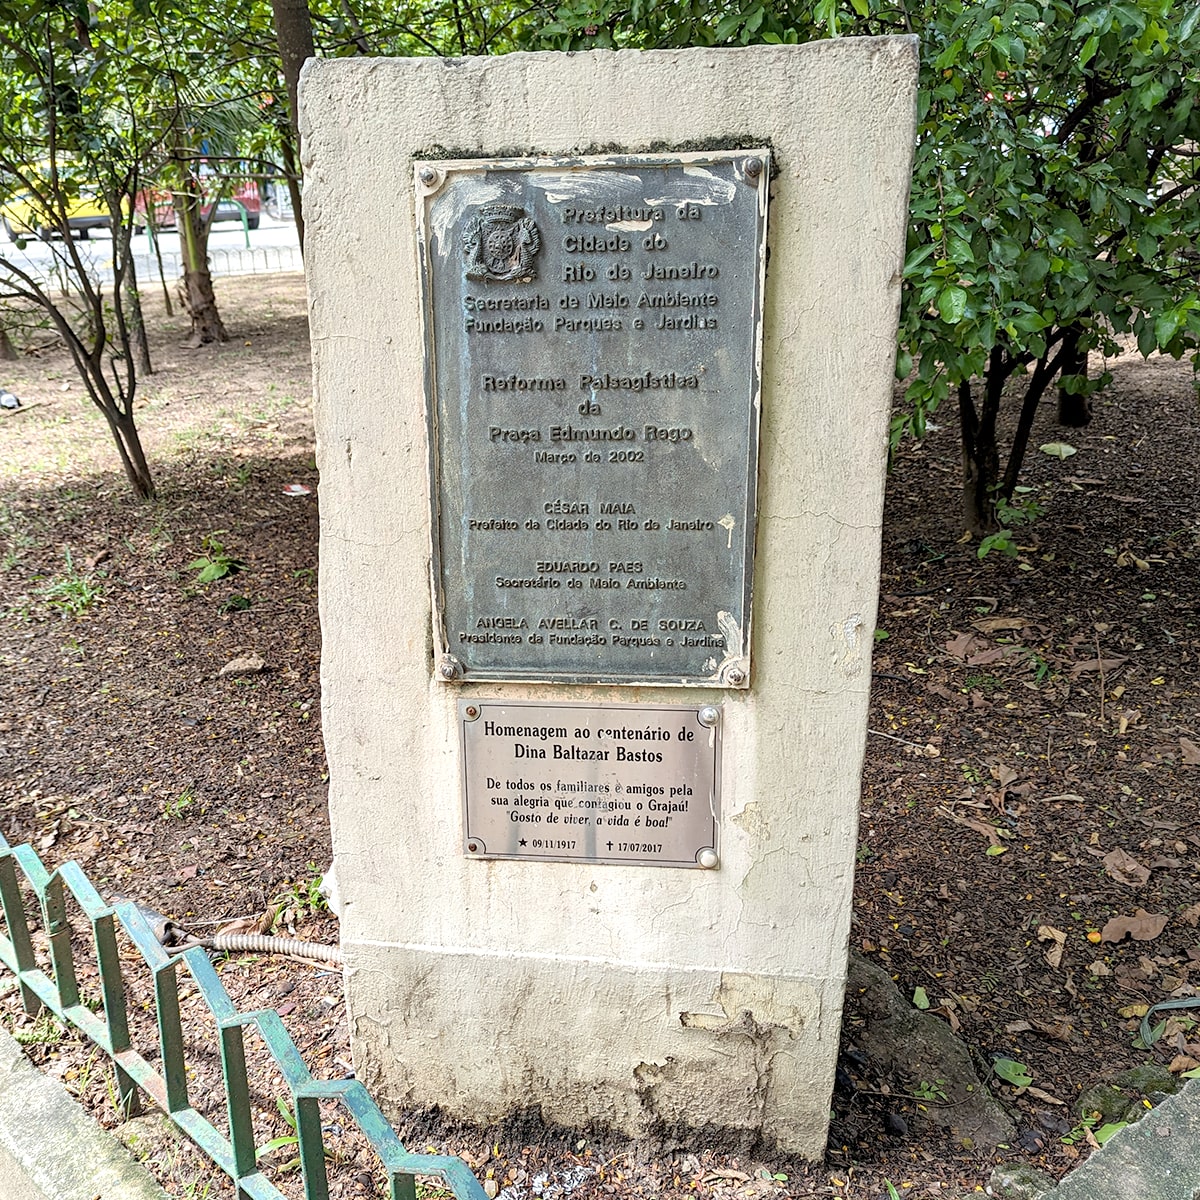 Prefeitura da
Cidade do
Rio de Janeiro
Secretaria de Meio Ambiente
Fundação Parques e Jardins
Reforma Paisagística
da
Praça Edmundo Rego
Março de 2002
CÉSAR MAIA
Prefeito da Cidade do Rio de Janeiro
EDUARDO PAES
Secretário de Meio Ambiente
ANGELA AVELLAR C. DE SOUZA
Presidente da Fundação Parques e Jardins
Homenagem ao centenário de
Dina Baltazar Bastos
De todos os familiares e amigos pela
sua alegria que contagiou o Grajaú!
"Gosto de viver, a vida é boa!"
★ 09/11/1917 ✝ 17/07/2017